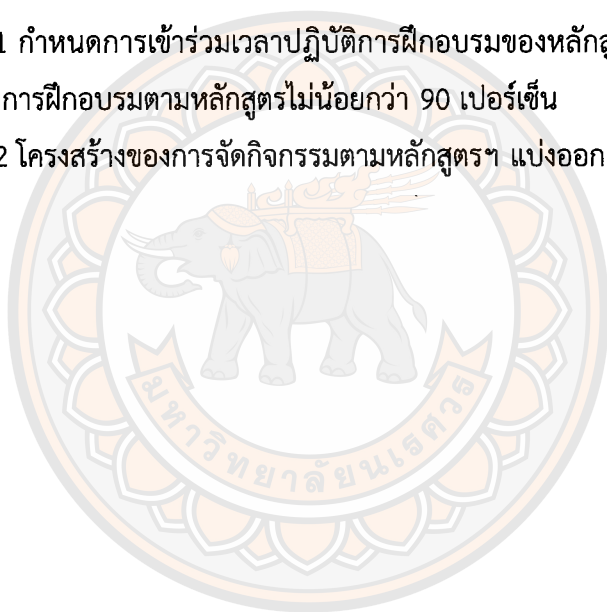 1 กำหนดการเข้าร่วมเวลาปฏิบัติการฝึกอบรมของหลักสู
การฝึกอบรมตามหลักสูตรไม่น้อยกว่า 90 เปอร์เซ็น
2 โครงสร้างของการจัดกิจกรรมตามหลักสูตรฯ แบ่งออก
มหาวิทยาลัยนเรศวร